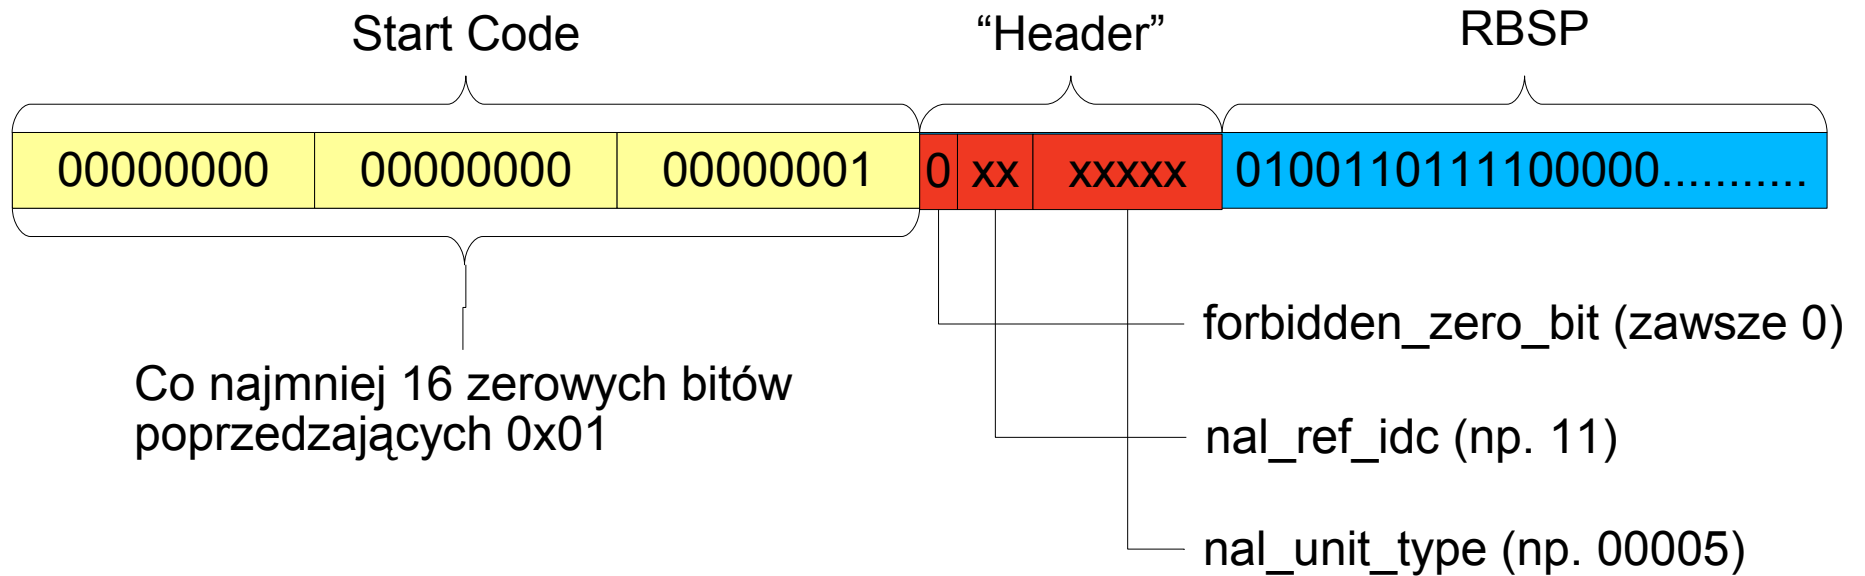 Start Code
“Header”
RBSP
00000000 00000000 00000001 0 xx xxxxx 0100110111100000...........
forbidden_zero_bit (zawsze 0)
Co najmniej 16 zerowych bitów
poprzedzających 0x01
nal_ref_idc (np. 11)
nal_unit_type (np. 00005)